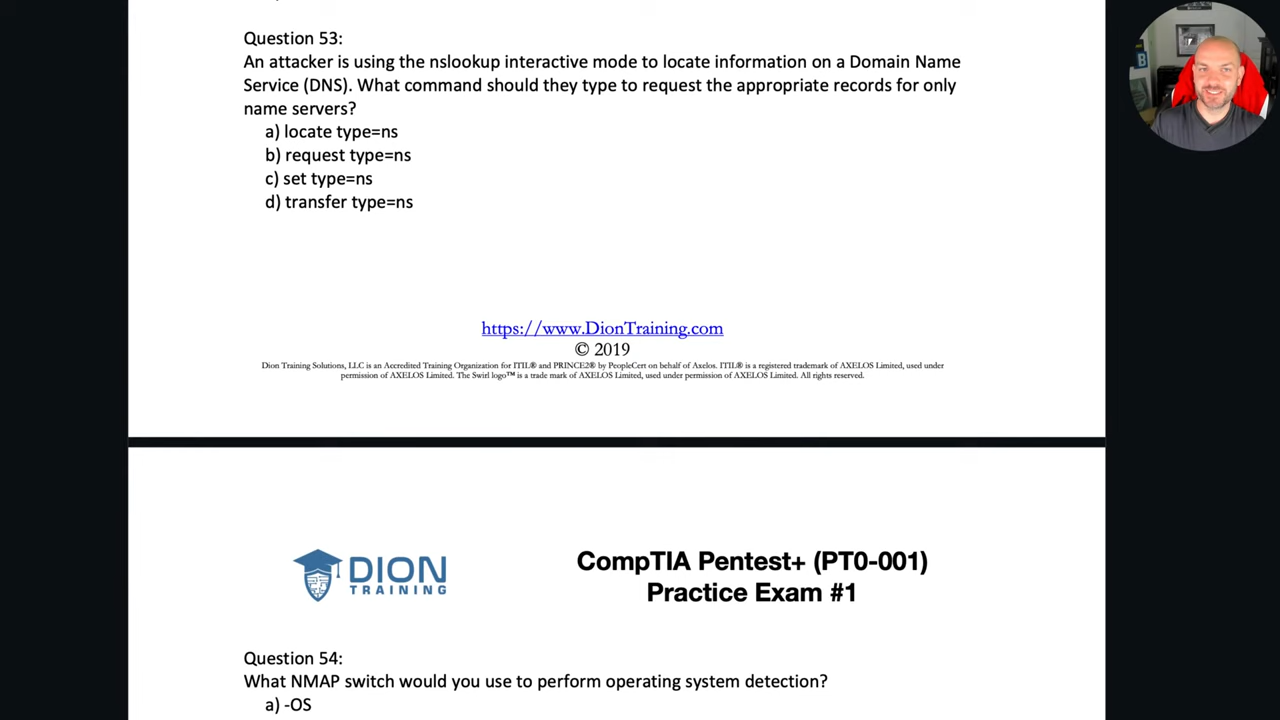 Question 53:
An attacker is using the nslookup interactive mode to locate information on a Domain Name
Service (DNS). What command should they type to request the appropriate records for only
name servers?
a) locate type=ns
b) request type=ns
c) set type=ns
d) transfer type=ns
https://www.DionTraining.com
© 2019
Dion Training Solutions, LLC is an Accredited Training Organization for ITIL® and PRINCE2® by PeopleCert on behalf of Axelos. ITIL® is a registered trademark of AXELOS Limited, used under
permission of AXELOS Limited. The Swirl logo™ is a trade mark of AXELOS Limited, used under permission of AXELOS Limited. All rights reserved.
DION
TRAINING
CompTIA Pentest+ (PT0-001)
Practice Exam #1
Question 54:
What NMAP switch would you use to perform operating system detection?
a) -OS